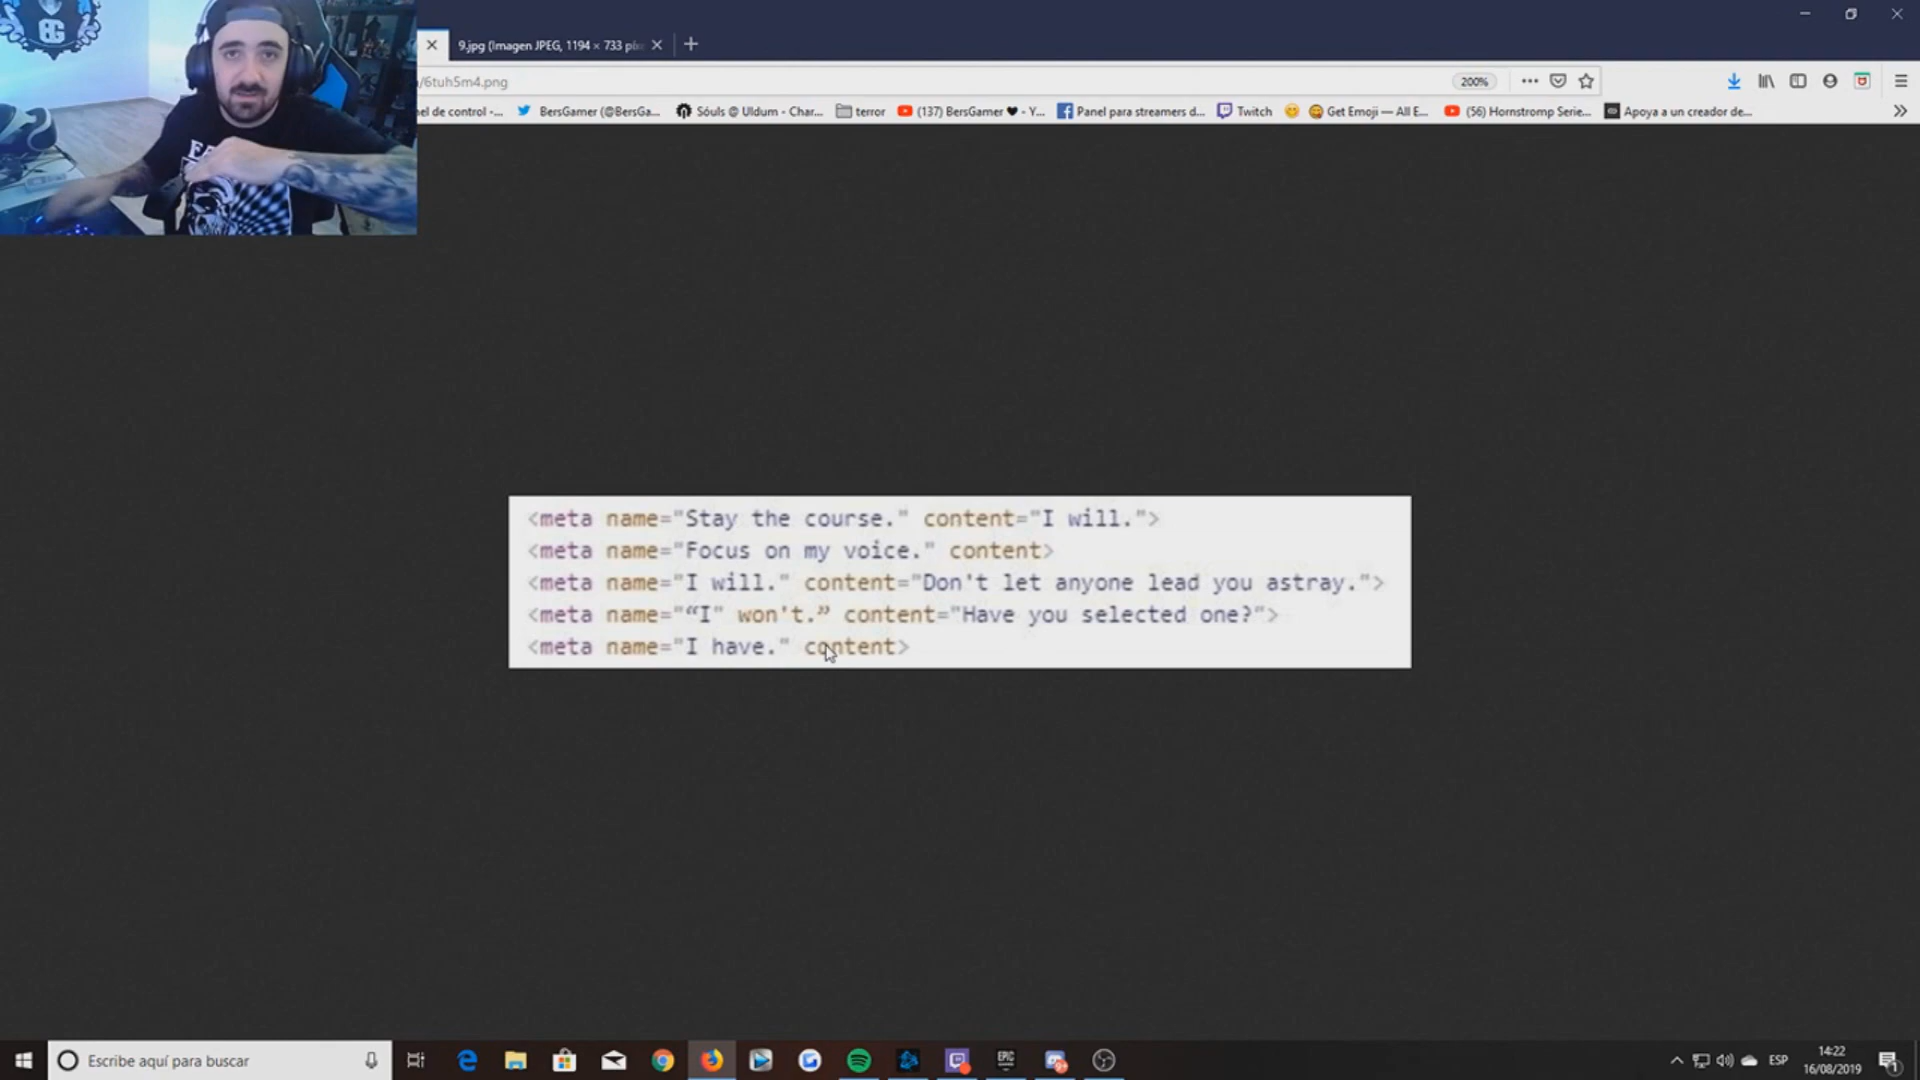 9.jpg (Imagen JPEG, 1194 × 733 pí
/6tuh5m4.png
200%
el de control -...
BersGamer (@BersGa...
Sóuls @ Uldum - Char...
terror
(137) BersGamer ♥ - Y...
Panel para streamers d...
Twitch
Get Emoji — All E...
(56) Hornstromp Serie...
Apoya a un creador de...
<meta name="Stay the course." content="I will.">
<meta name="Focus on my voice." content>
<meta name="I will." content="Don't let anyone lead you astray.">
<meta name="“I" won't.” content="Have you selected one?">
<meta name="I have." content>
Escribe aquí para buscar
EPIC
ESP
14:22
16/08/2019